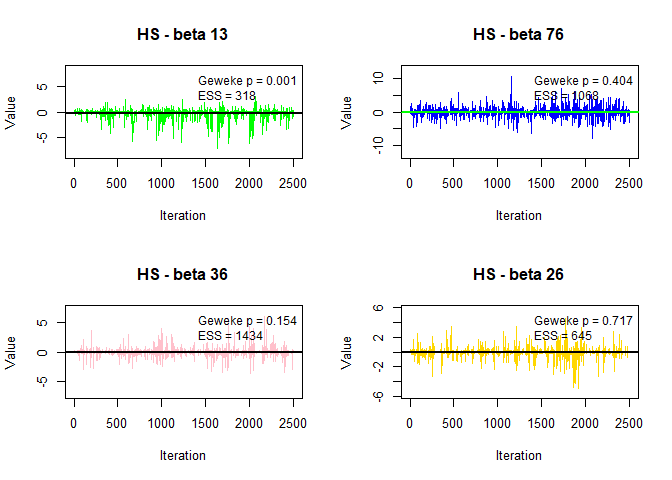 HS - beta 13
Geweke p = 0.001
ESS = 318
Value
5
0
-5
0 500 1000 1500 2000 2500
Iteration
HS - beta 76
Geweke p = 0.404
ESS = 1068
Value
10
0
-10
0 500 1000 1500 2000 2500
Iteration
HS - beta 36
Geweke p = 0.154
ESS = 1434
Value
5
0
-5
0 500 1000 1500 2000 2500
Iteration
HS - beta 26
Geweke p = 0.717
ESS = 645
Value
6
2
-2
-6
0 500 1000 1500 2000 2500
Iteration